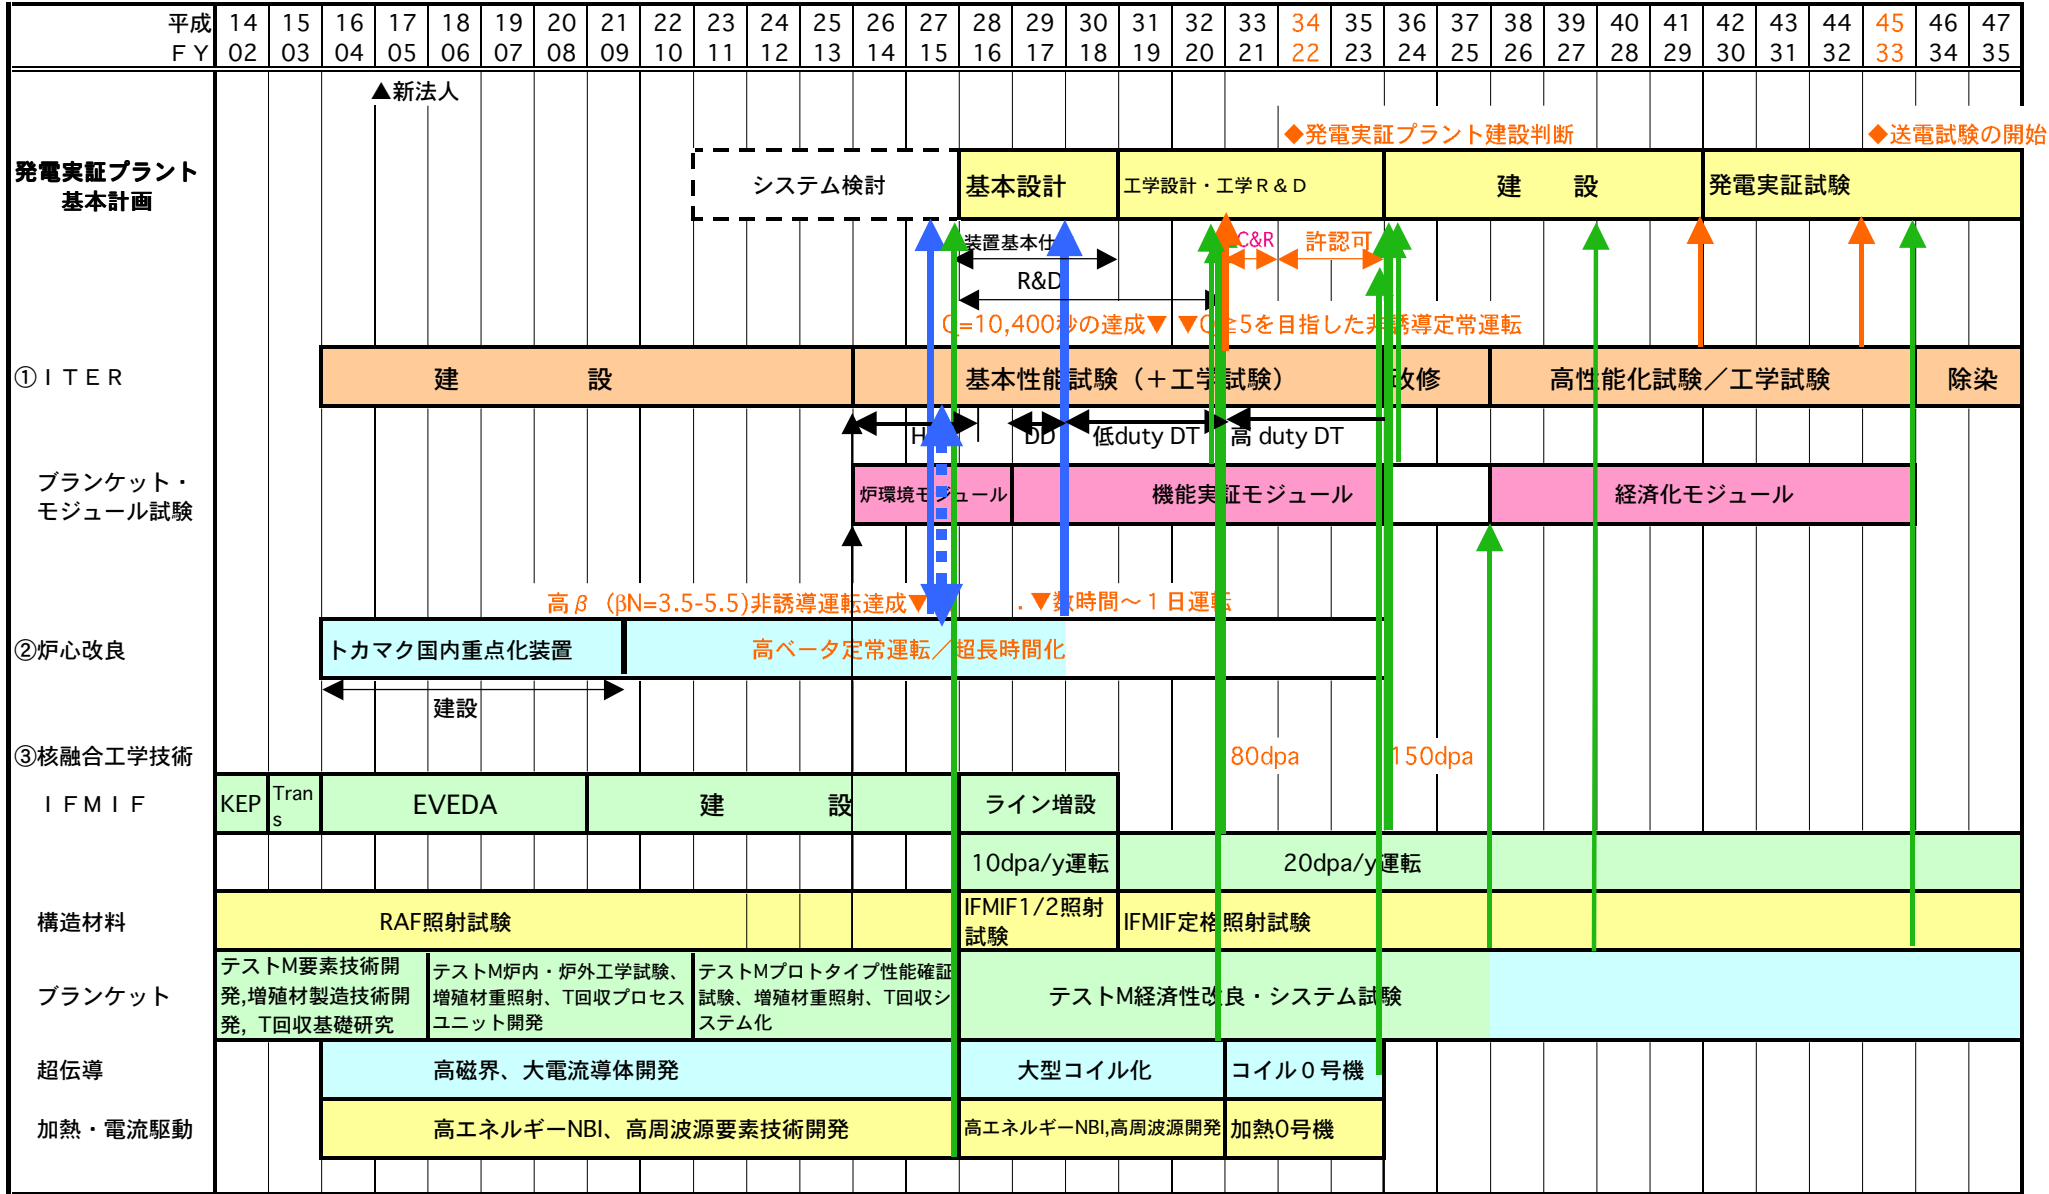 平成 14 15 16 17 18 19 20 21 22 23 24 25 26 27 28 29 30 31 32 33 34 35 36 37 38 39 40 41 42 43 44 45 46 47
ＦＹ 02 03 04 05 06 07 08 09 10 11 12 13 14 15 16 17 18 19 20 21 22 23 24 25 26 27 28 29 30 31 32 33 34 35
▲新法人
◆発電実証プラント建設判断 ◆送電試験の開始
発電実証プラント
基本計画
システム検討 基本設計 工学設計・工学Ｒ＆Ｄ 建 設 発電実証試験
装置基本仕 C&R 許認可
R&D
Q=10,400秒の達成▼ ▼Q≧5を目指した非誘導定常運転
①ＩＴＥＲ 建 設 基本性能試験（＋工学試験） 改修 高性能化試験／工学試験 除染
H DD 低duty DT 高 duty DT
ブランケット・
モジュール試験
炉環境モジュール 機能実証モジュール 経済化モジュール
高β（βN=3.5-5.5)非誘導運転達成▼ . ▼数時間～１日運転
②炉心改良 トカマク国内重点化装置 高ベータ定常運転／超長時間化
建設
③核融合工学技術 80dpa 150dpa
ＩＦＭＩＦ KEP Tran
s
EVEDA 建 設 ライン増設
10dpa/y運転 20dpa/y運転
構造材料 RAF照射試験 IFMIF1/2照射
試験
IFMIF定格照射試験
ブランケット
テストM要素技術開
発,増殖材製造技術開
発，T回収基礎研究
テストM炉内・炉外工学試験、
増殖材重照射、T回収プロセス
ユニット開発
テストMプロトタイプ性能確証
試験、増殖材重照射、T回収シ
ステム化
テストM経済性改良・システム試験
超伝導 高磁界、大電流導体開発 大型コイル化 コイル０号機
加熱・電流駆動 高エネルギーNBI、高周波源要素技術開発 高エネルギーNBI,高周波源開発 加熱0号機